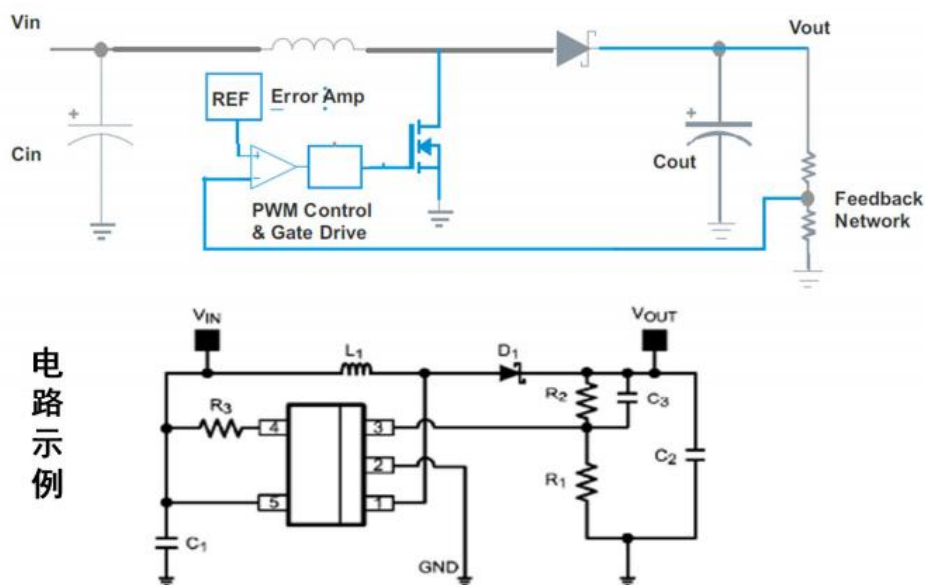 Vin
Vout
REF
Error Amp
+
Cin
+
−
+
Cout
PWM Control
& Gate Drive
Feedback
Network
电
路
示
例
VIN
VOUT
L1
D1
R3
R2
C3
4
3
2
5
1
R1
C2
C1
GND